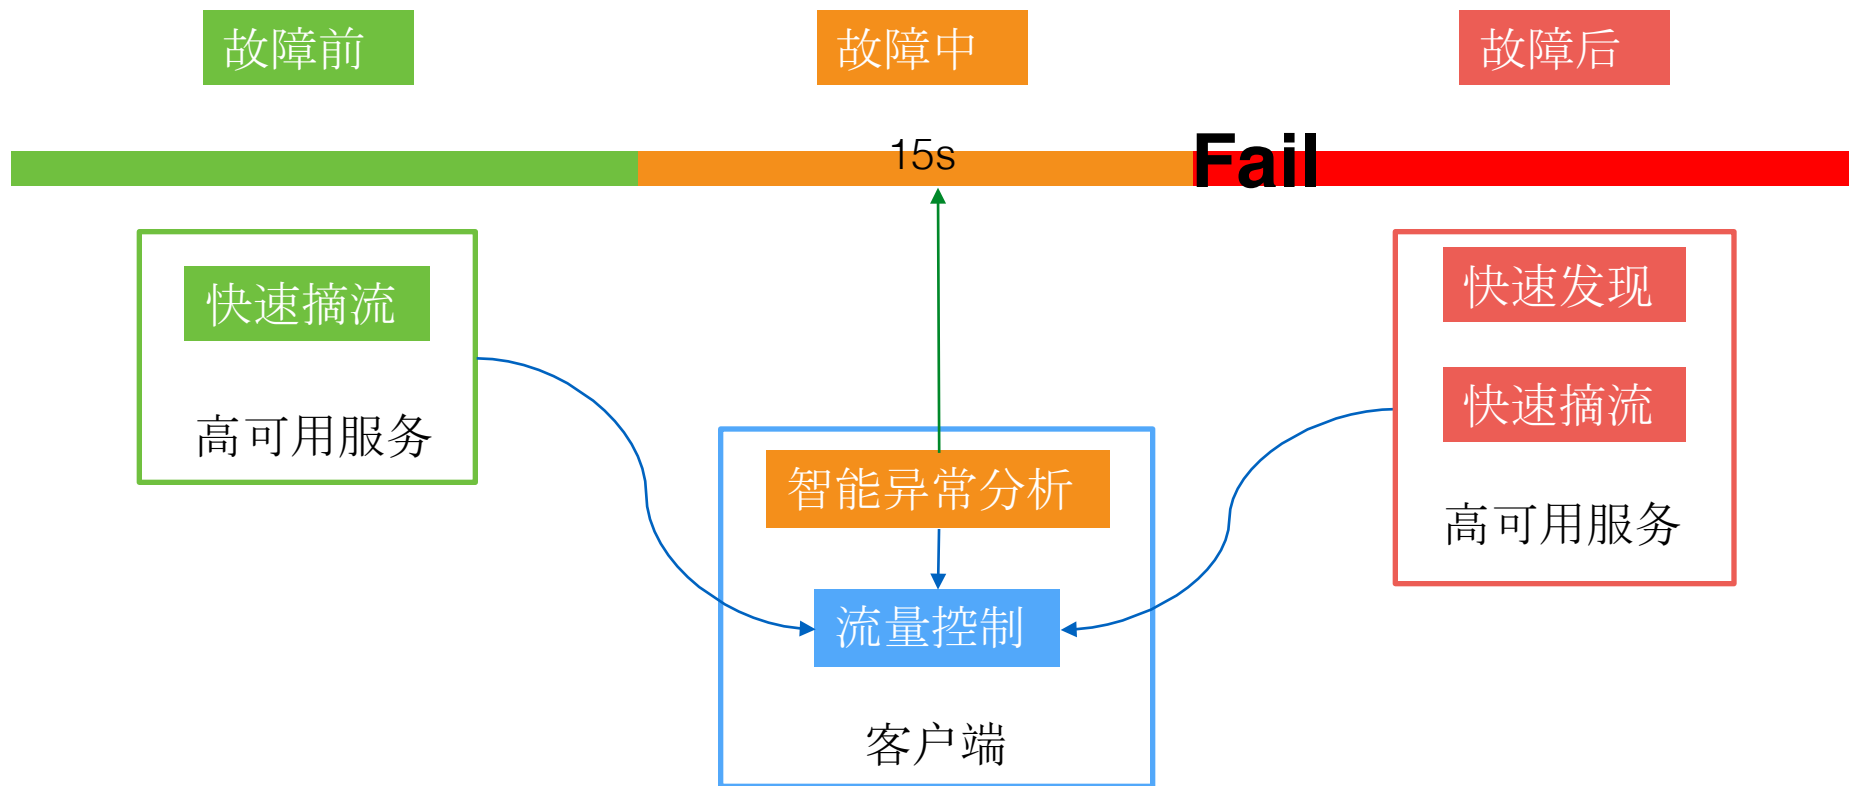 故障前
故障中
故障后
15s
Fail
快速摘流
高可用服务
智能异常分析
流量控制
客户端
快速发现
快速摘流
高可用服务